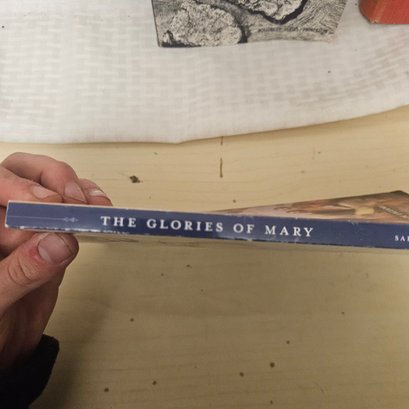 THE GLORIES OF MARY